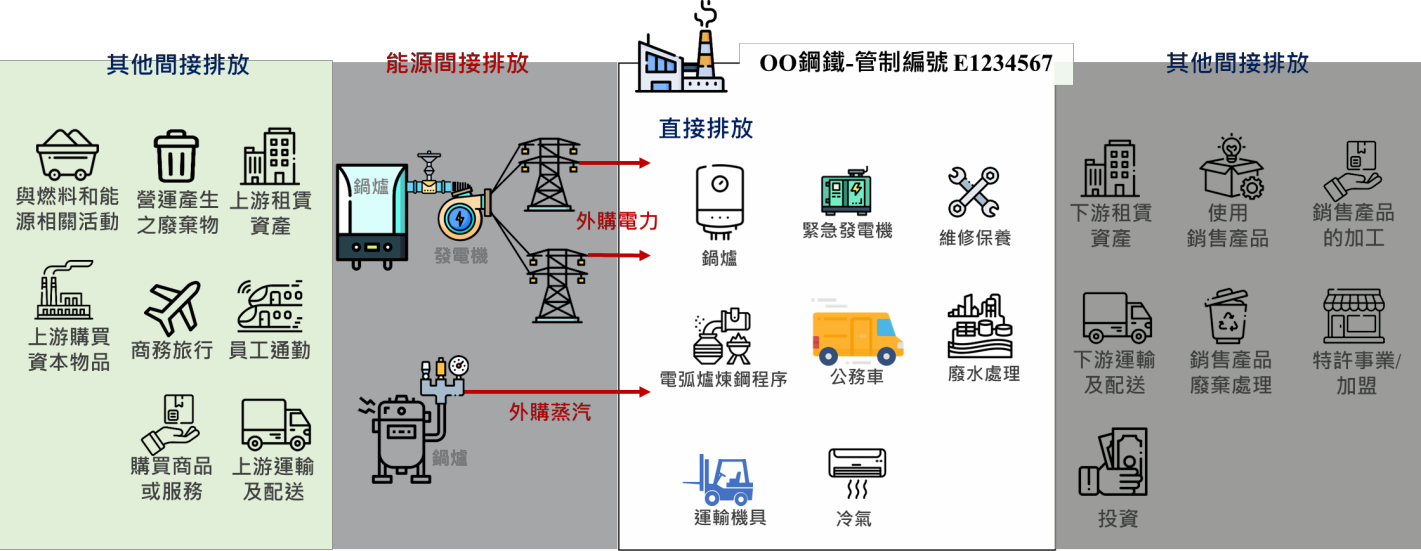 其他間接排放
與燃料和能
源相關活動
營運產生
之廢棄物
上游租賃
資產
上游購買
資本物品
商務旅行
員工通勤
購買商品
或服務
上游運輸
及配送
能源間接排放
鍋爐
發電機
外購電力
外購蒸汽
鍋爐
OO鋼鐵-管制編號 E1234567
直接排放
鍋爐
緊急發電機
維修保養
電弧爐煉鋼程序
公務車
廢水處理
運輸機具
冷氣
其他間接排放
下游租賃
資產
使用
銷售產品
銷售產品
的加工
下游運輸
及配送
銷售產品
廢棄處理
特許事業/
加盟
投資